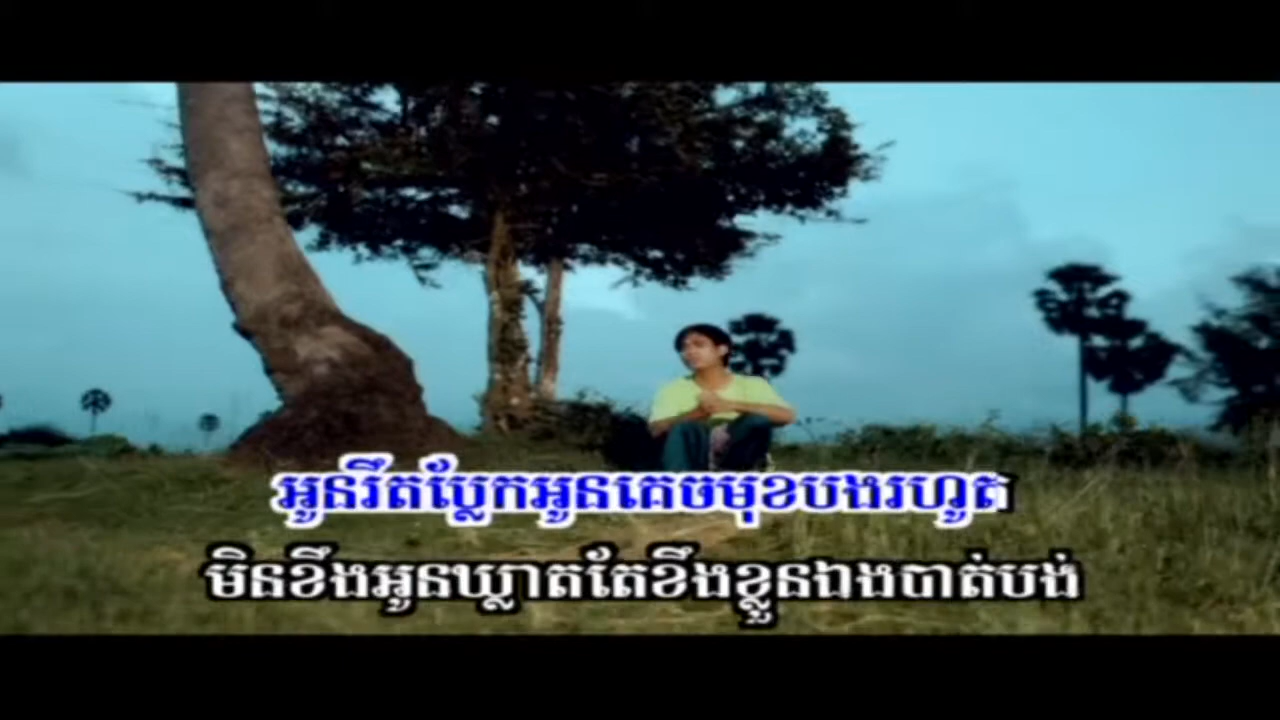 អូនរឹតប្លែកអូនគេចមុខបងរហូត
មិនខឹងអូនឃ្លាតតែខឹងខ្លួនឯងបាត់បង់